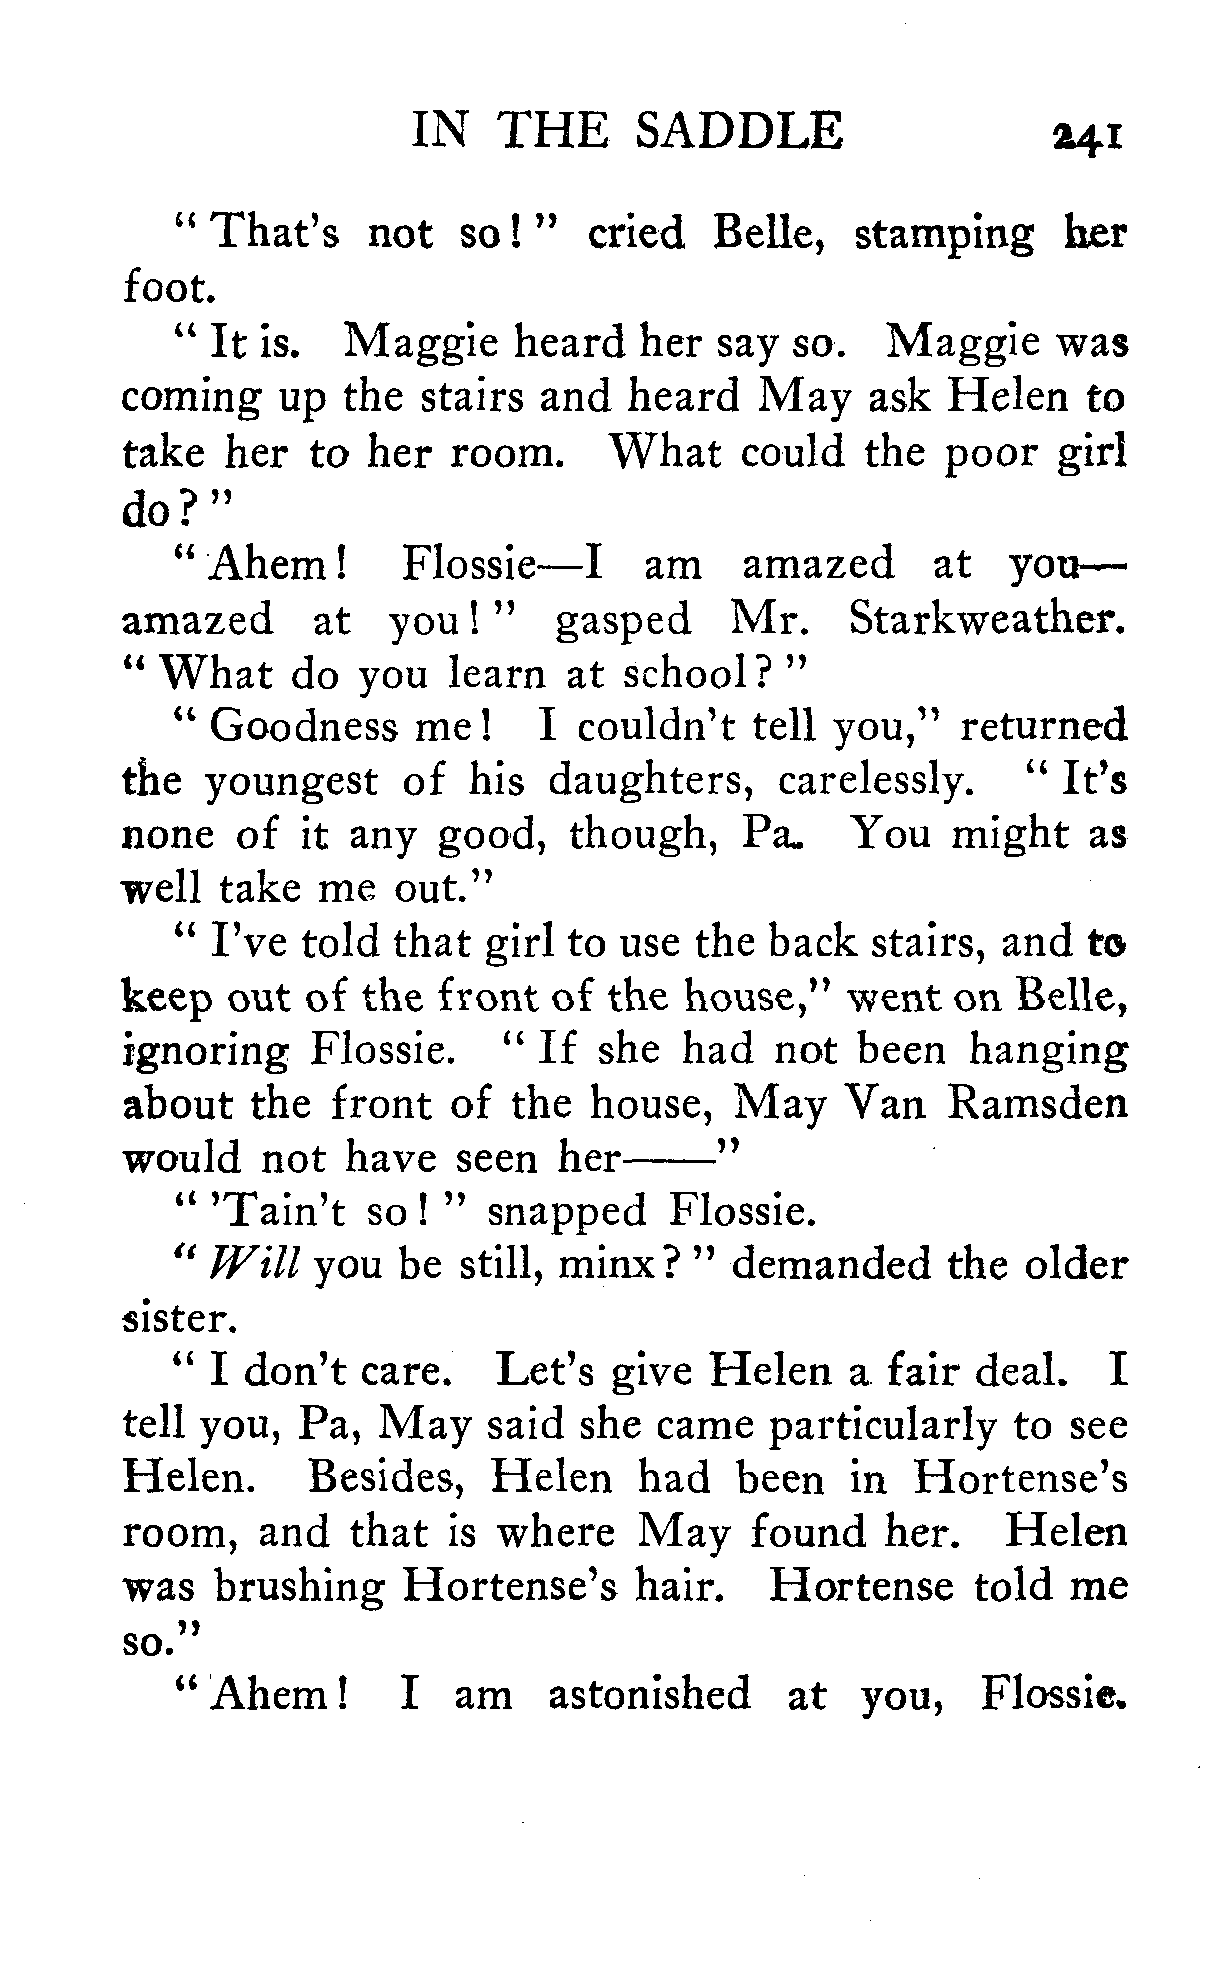 IN THE SADDLE 241
" That's not so! " cried Belle, stamping her
foot.
" It is. Maggie heard her say so. Maggie was
coming up the stairs and heard May ask Helen to
take her to her room. What could the poor girl
do? "
" Ahem! Flossie—I am amazed at you—
amazed at you! " gasped Mr. Starkweather.
" What do you learn at school? "
" Goodness me! I couldn't tell you," returned
the youngest of his daughters, carelessly. " It's
none of it any good, though, Pa. You might as
well take me out."
" I've told that girl to use the back stairs, and to
keep out of the front of the house," went on Belle,
ignoring Flossie. " If she had not been hanging
about the front of the house, May Van Ramsden
would not have seen her——"
" 'Tain't so! " snapped Flossie.
" Will you be still, minx? " demanded the older
sister.
" I don't care. Let's give Helen a fair deal. I
tell you, Pa, May said she came particularly to see
Helen. Besides, Helen had been in Hortense's
room, and that is where May found her. Helen
was brushing Hortense's hair. Hortense told me
so."
" Ahem! I am astonished at you, Flossie.